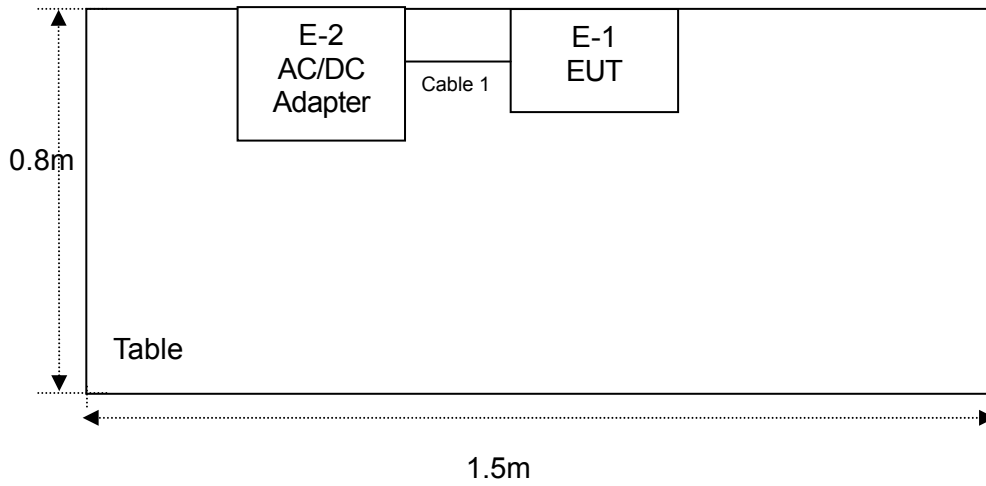 E-2
AC/DC
Adapter
Cable 1
E-1
EUT
0.8m
Table
1.5m